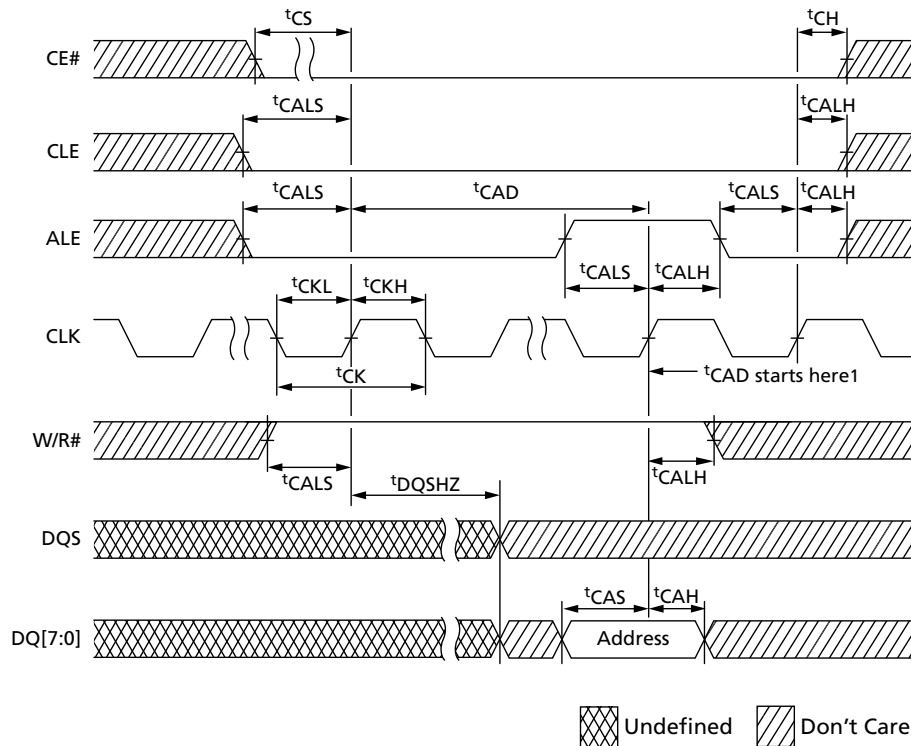 tCS
tCH
CE#
tCALS
tCALH
CLE
tCALS
tCAD
tCALS
tCALH
ALE
tCALS
tCALH
tCKL
tCKH
CLK
tCK
tCAD starts here1
W/R#
tCALS
tCALH
tDQSHZ
DQS
tCAS
tCAH
DQ[7:0]
Address
Undefined
Don't Care